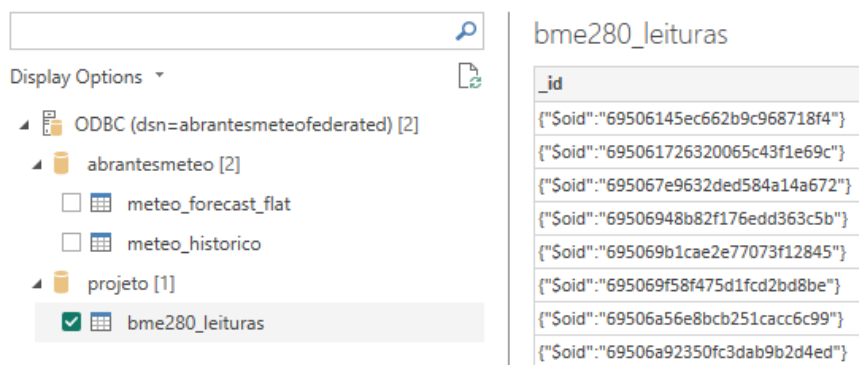 Display Options
ODBC (dsn=abrantesmeteofederated) [2]
abrantesmeteo [2]
meteo_forecast_flat
meteo_historico
projeto [1]
bme280_leituras
bme280_leituras
_id
{"$oid":"69506145ec662b9c968718f4"}
{"$oid":"695061726320065c43f1e69c"}
{"$oid":"695067e9632ded584a14a672"}
{"$oid":"69506948b82f176edd363c5b"}
{"$oid":"695069b1cae2e77073f12845"}
{"$oid":"695069f58f475d1fcd2bd8be"}
{"$oid":"69506a56e8bcb251cacc6c99"}
{"$oid":"69506a92350fc3dab9b2d4ed"}